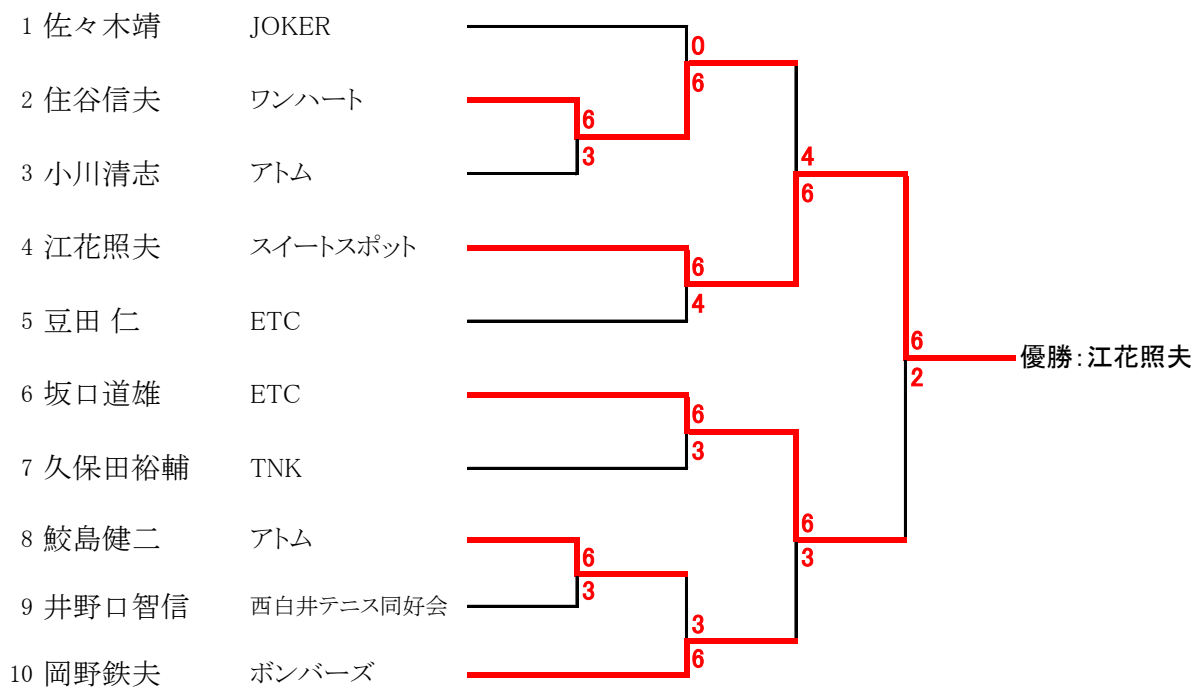 1 佐々木靖 JOKER
0
6
2 住谷信夫 ワンハート
6
3
3 小川清志 アトム
4
6
4 江花照夫 スイートスポット
6
4
5 豆田 仁 ETC
6
2
優勝：江花照夫
6 坂口道雄 ETC
6
3
7 久保田裕輔 TNK
6
3
8 鮫島健二 アトム
6
3
9 井野口智信 西白井テニス同好会
3
6
10 岡野鉄夫 ボンバーズ